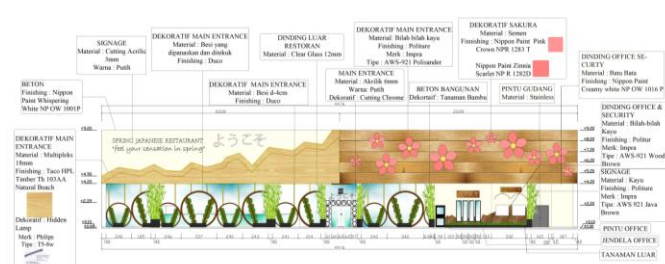 SIGNAGE
Material : Cutting Acrilic
3mm
Warna : Putih
DEKORATIF MAIN ENTRANCE
Material : Besi yang
dipanaskan dan ditekuk
Finishing : Duco
DINDING LUAR
RESTORAN
Material : Clear Glass 12mm
DEKORATIF MAIN ENTRANCE
Material: Bilah-bilah kayu
Finishing : Politure
Merk : Impra
Tipe : AWS-921 Polisander
DEKORATIF SAKURA
Material : Semen
Fonishing : Nippon Paint Pink
Crown NPR 1283 T
Nippon Paint Zinnia
Scarlet NP R 1282D
DINDING OFFICE SE-
CURTY
Material : Batu Bata
Finishing : Nippon Paint
Creamy white NP OW 1016 P
BETON
Finishing : Nippon
Paint Whispering
White NP OW 1001P
DEKORATIF MAIN ENTRANCE
Material : Besi d-4cm
Finishing : Duco
MAIN ENTRANCE
Material : Akrilik 6mm
Warna : Putih
Dekoratif : Cutting Chrome
BETON BANGUNAN
Dekoratif : Tanaman Bambu
PINTU GUDANG
Material : Stainless
DINDING OFFICE &
SECURITY
Material : Bilah-bilah
Kayu
Finishing : Politur
Merk: Impra
Tipe : AWS-921 Wood
Brown
DEKORATIF MAIN
ENTRANCE
Material : Multipleks
18mm
Finishing : Taco HPL
Timber Th 103AA
Natural Beach
Dekoratif : Hidden
Lamp
Merk : Philips
Tipe : T5-6w
SPRING JAPANESE RESTAURANT
"feel your sensation in spring"
ようこそ
SIGNAGE
Material : Kayu
Finishing : Politur
Merk : Impra
Tipe : AWS 921 Java
Brown
PINTU OFFICE
JENDELA OFFICE
TANAMAN LUAR